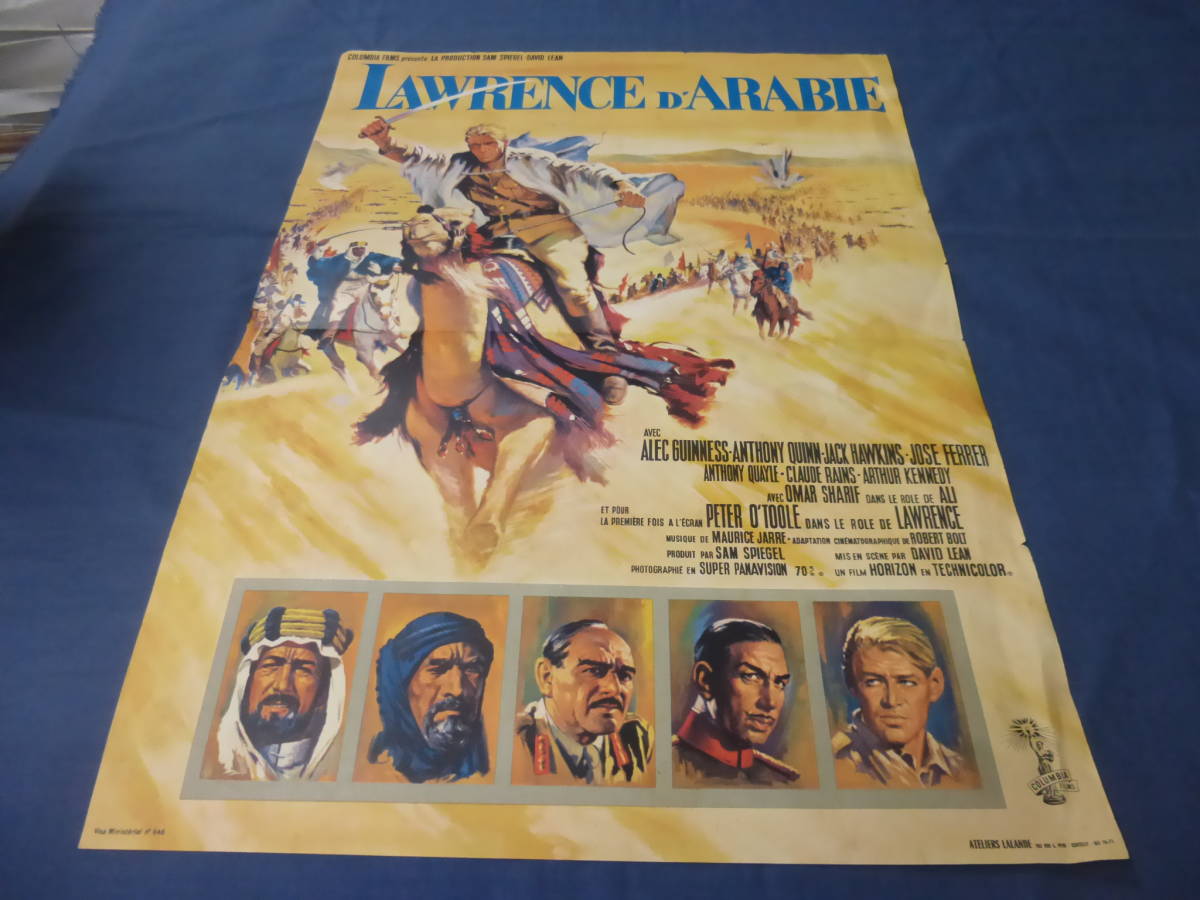 COLUMBIA FILMS présente LA PRODUCTION SAM SPIEGEL DAVID LEAN
LAWRENCE D'ARABIE
AVEC
ALEC GUINNESS - ANTHONY QUINN - JACK HAWKINS - JOSE FERRER
ANTHONY QUAYLE - CLAUDE RAINS - ARTHUR KENNEDY
AVEC OMAR SHARIF DANS LE ROLE DE ALI
ET POUR
LA PREMIÈRE FOIS A L'ÉCRAN PETER O'TOOLE DANS LE ROLE DE LAWRENCE
MUSIQUE DE MAURICE JARRE - ADAPTATION CINÉMATOGRAPHIQUE DE ROBERT BOLT
PRODUIT PAR SAM SPIEGEL MIS EN SCÈNE PAR DAVID LEAN
PHOTOGRAPHIÉ EN SUPER PANAVISION 70 UN FILM HORIZON EN TECHNICOLOR
COLUMBIA
FILMS
Visa Ministériel n°
ATELIERS LALANDE